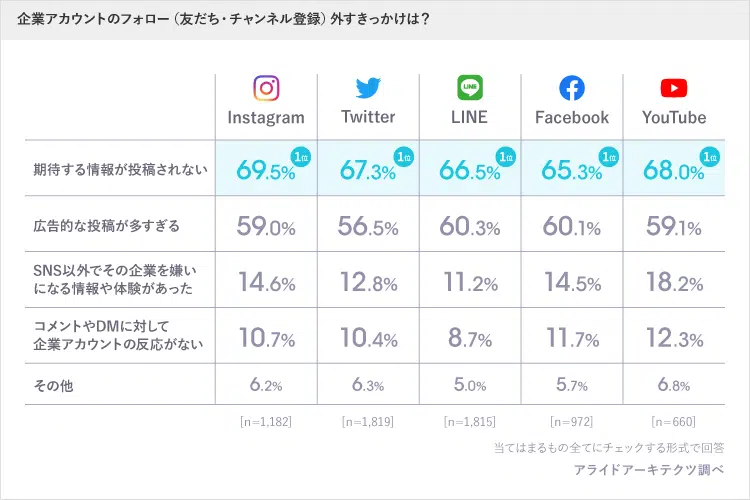 企業アカウントのフォロー（友だち・チャンネル登録）外すきっかけは？
LINE
Instagram Twitter LINE Facebook YouTube
期待する情報が投稿されない 69.5% 1位 67.3% 1位 66.5% 1位 65.3% 1位 68.0% 1位
広告的な投稿が多すぎる 59.0% 56.5% 60.3% 60.1% 59.1%
SNS以外でその企業を嫌い
になる情報や体験があった 14.6% 12.8% 11.2% 14.5% 18.2%
コメントやDMに対して
企業アカウントの反応がない 10.7% 10.4% 8.7% 11.7% 12.3%
その他 6.2% 6.3% 5.0% 5.7% 6.8%
[n=1,182] [n=1,819] [n=1,815] [n=972] [n=660]
当てはまるもの全てにチェックする形式で回答
アライドアーキテクツ調べ